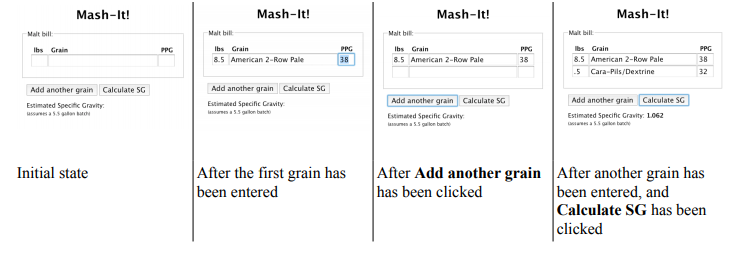 Mash-It!
Malt bill:
lbs Grain PPG
Add another grain Calculate SG
Estimated Specific Gravity:
(assumes a 5.5 gallon batch)
Initial state
Mash-It!
Malt bill:
lbs Grain PPG
8.5 American 2-Row Pale 38
Add another grain Calculate SG
Estimated Specific Gravity:
(assumes a 5.5 gallon batch)
After the first grain has
been entered
Mash-It!
Malt bill:
lbs Grain PPG
8.5 American 2-Row Pale 38
Add another grain Calculate SG
Estimated Specific Gravity:
(assumes a 5.5 gallon batch)
After Add another grain
has been clicked
Mash-It!
Malt bill:
lbs Grain PPG
8.5 American 2-Row Pale 38
.5 Cara-Pils/Dextrine 32
Add another grain Calculate SG
Estimated Specific Gravity: 1.062
(assumes a 5.5 gallon batch)
After another grain has
been entered, and
Calculate SG has been
clicked